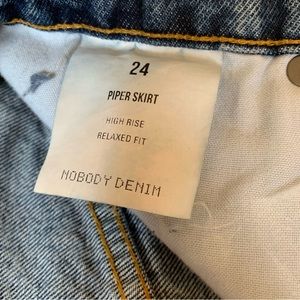 24
PIPER SKIRT
HIGH RISE
RELAXED FIT
NOBODY DENIM